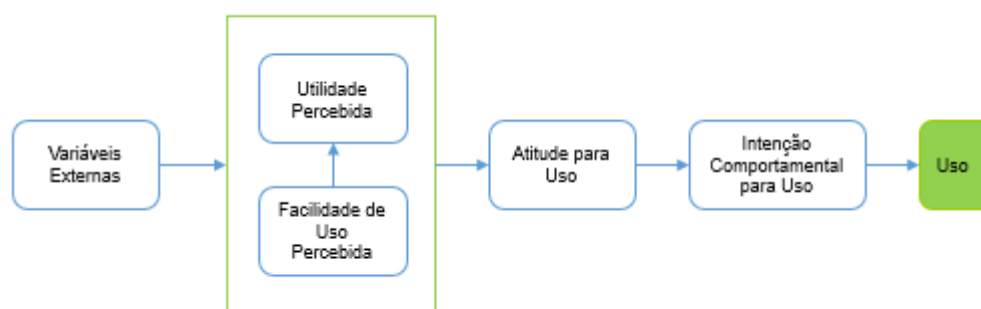 Variáveis
Externas
Utilidade
Percebida
Facilidade de
Uso
Percebida
Atitude para
Uso
Intenção
Comportamental
para Uso
Uso